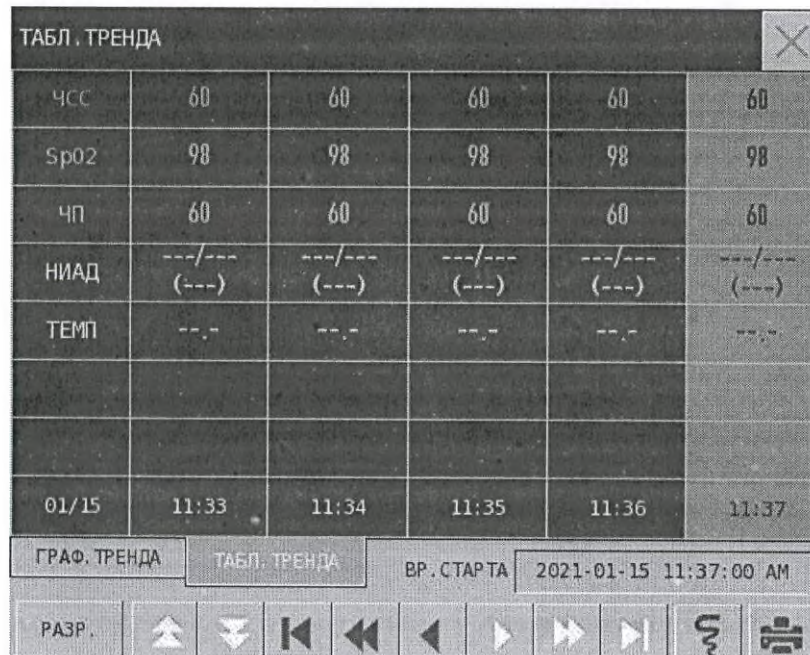 ТАБЛ.ТРЕНДА
ЧСС 60 60 60 60 60
SpO2 98 98 98 98 98
ЧП 60 60 60 60 60
НИАД ---/--- ---/--- ---/--- ---/--- ---/---
(---) (---) (---) (---) (---)
ТЕМП --.- --.- --.- --.- --.-
01/15 11:33 11:34 11:35 11:36 11:37
ГРАФ.ТРЕНДА ТАБЛ.ТРЕНДА ВР.СТАРТА 2021-01-15 11:37:00 AM
РАЗР.